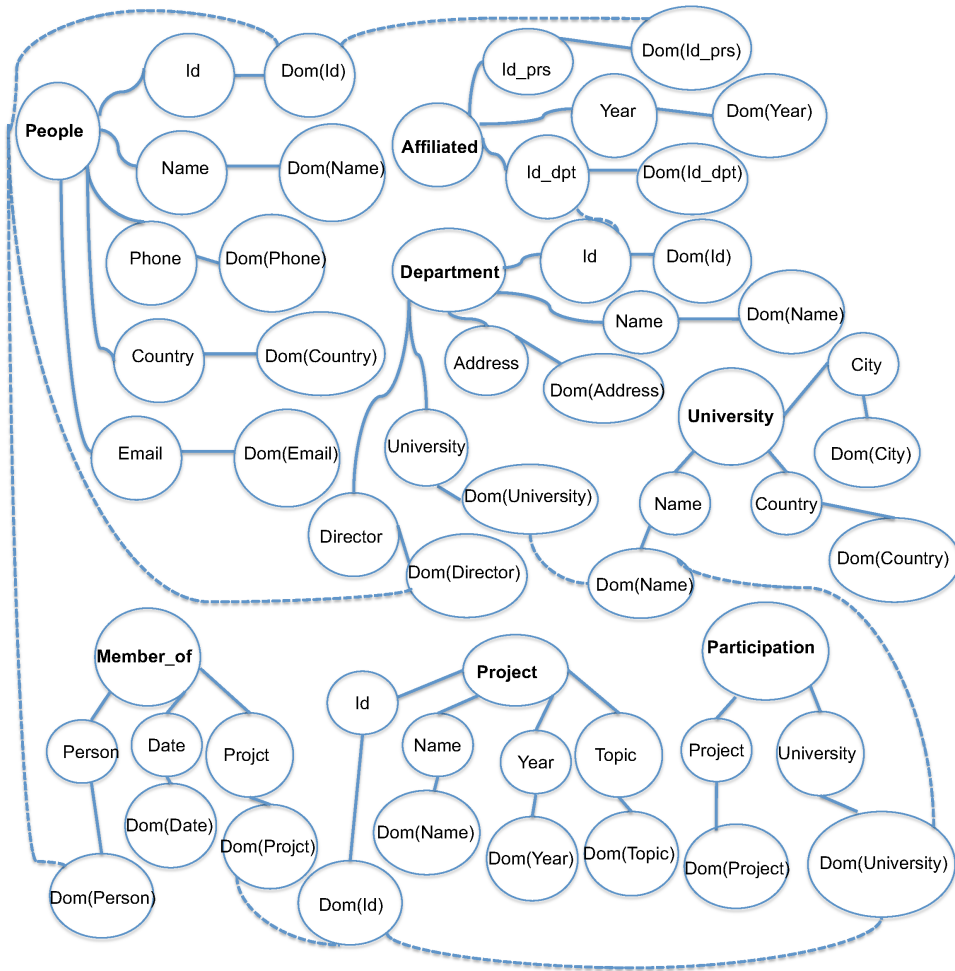 People
Id
Dom(Id)
Name
Dom(Name)
Phone
Dom(Phone)
Country
Dom(Country)
Email
Dom(Email)
Affiliated
Id_prs
Dom(Id_prs)
Year
Dom(Year)
Id_dpt
Dom(Id_dpt)
Department
Id
Dom(Id)
Name
Dom(Name)
Address
Dom(Address)
University
Dom(University)
Director
Dom(Director)
University
City
Dom(City)
Name
Dom(Name)
Country
Dom(Country)
Member_of
Person
Dom(Person)
Date
Dom(Date)
Projct
Dom(Projct)
Project
Id
Dom(Id)
Name
Dom(Name)
Year
Dom(Year)
Topic
Dom(Topic)
Participation
Project
Dom(Project)
University
Dom(University)